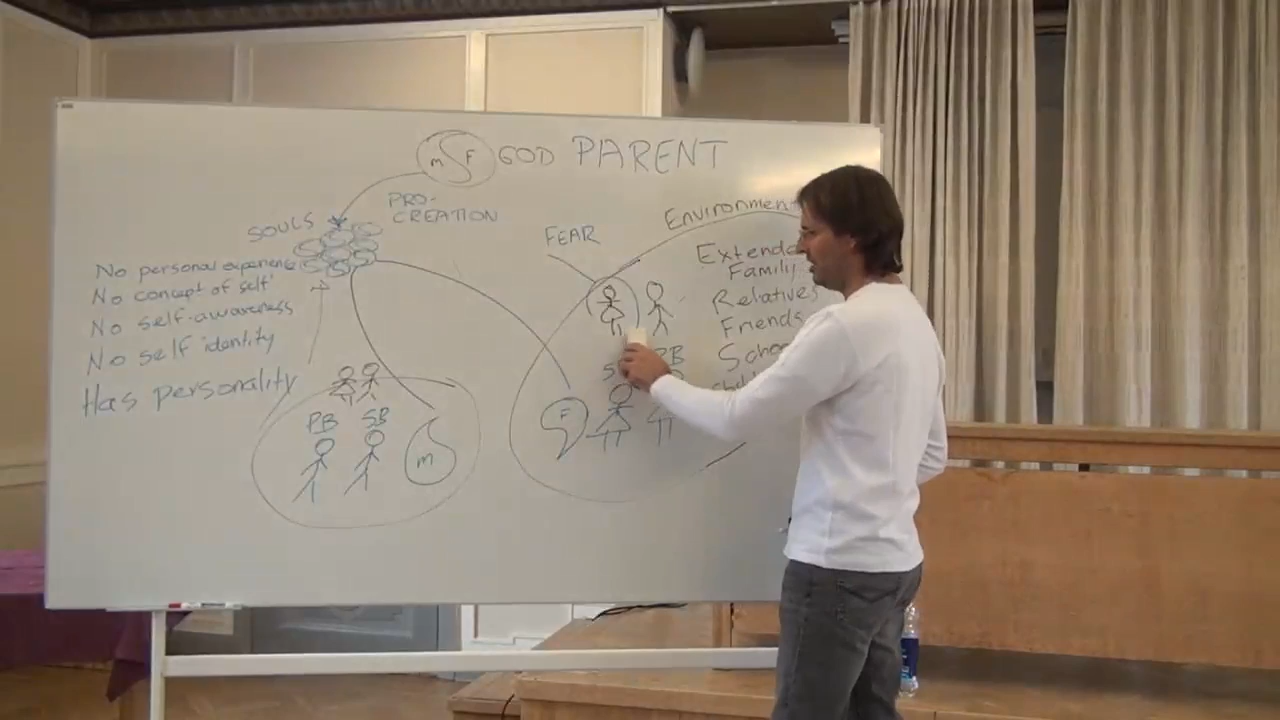 m F GOD PARENT
PRO-
CREATION
SOULS
No personal experience
No concept of 'self'
No self-awareness
No self identity
Has personality
PB SB
m
FEAR
Environment
Extended
Family
Relatives
Friends
School
PB
F